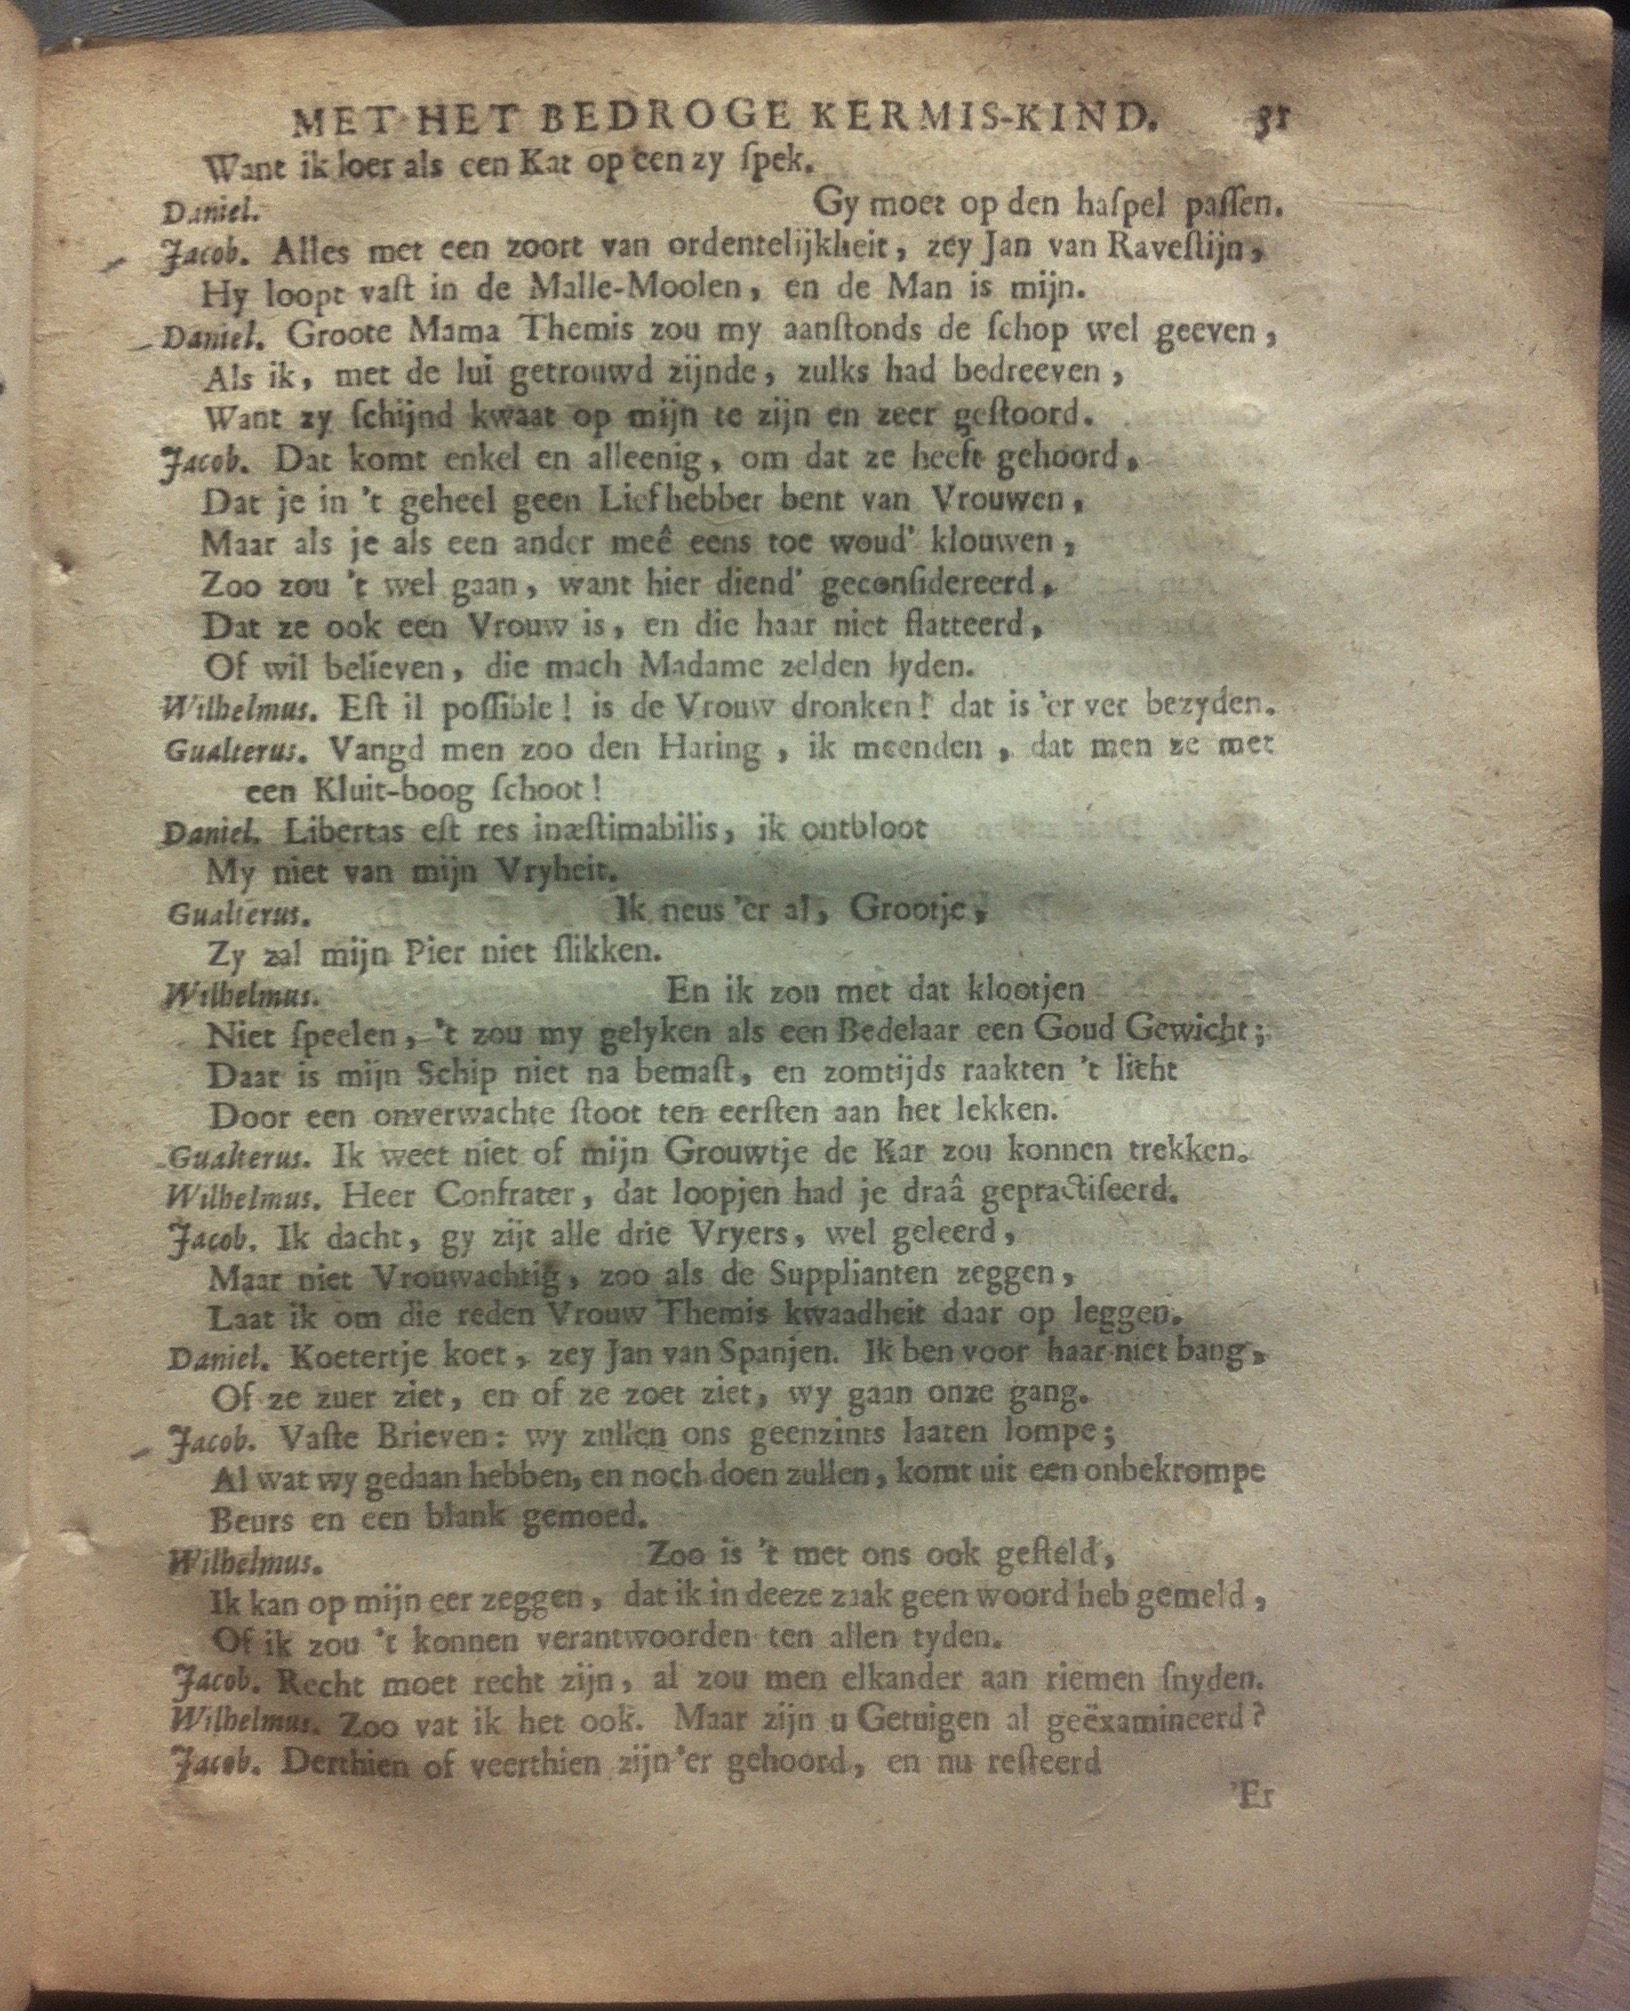 MET HET BEDROGE KERMIS-KIND. 31
Want ik loer als een Kat op een zy ſpek.
Daniel. Gy moet op den haſpel paſſen.
Jacob. Alles met een zoort van ordentelijkheit, zey Jan van Raveſtijn,
Hy loopt vaſt in de Malle-Moolen, en de Man is mijn.
Daniel. Groote Mama Themis zou my aanſtonds de ſchop wel geeven,
Als ik, met de lui getrouwd zijnde, zulks had bedreeven,
Want zy ſchijnd kwaat op mijn te zijn en zeer geſtoord.
Jacob. Dat komt enkel en alleenig, om dat ze heeft gehoord,
Dat je in 't geheel geen Liefhebber bent van Vrouwen,
Maar als je als een ander meê eens toe woud' klouwen,
Zoo zou 't wel gaan, want hier diend' geconſidereerd,
Dat ze ook een Vrouw is, en die haar niet flatteerd,
Of wil believen, die mach Madame zelden lyden.
Wilhelmus. Eſt il poſſible! is de Vrouw dronken! dat is 'er ver bezyden.
Gualterus. Vangd men zoo den Haring, ik meenden, dat men ze met
een Kluit-boog ſchoot!
Daniel. Libertas eſt res inæſtimabilis, ik ontbloot
My niet van mijn Vryheit.
Gualterus. Ik neus 'er al, Grootje,
Zy zal mijn Pier niet ſlikken.
Wilhelmus. En ik zou met dat klootjen
Niet ſpeelen, 't zou my gelyken als een Bedelaar een Goud Gewicht;
Daar is mijn Schip niet na bemaſt, en zomtijds raakten 't licht
Door een onverwachte ſtoot ten eerſten aan het lekken.
Gualterus. Ik weet niet of mijn Grouwtje de Kar zou konnen trekken.
Wilhelmus. Heer Confrater, dat loopjen had je draâ gepractiſeerd.
Jacob. Ik dacht, gy zijt alle drie Vryers, wel geleerd,
Maar niet Vrouwachtig, zoo als de Supplianten zeggen,
Laat ik om die reden Vrouw Themis kwaadheit daar op leggen.
Daniel. Koetertje koet, zey Jan van Spanjen. Ik ben voor haar niet bang,
Of ze zuer ziet, en of ze zoet ziet, wy gaan onze gang.
Jacob. Vaſte Brieven: wy zullen ons geenzints laaten lompe;
Al wat wy gedaan hebben, en noch doen zullen, komt uit een onbekrompe
Beurs en een blank gemoed.
Wilhelmus. Zoo is 't met ons ook geſteld,
Ik kan op mijn eer zeggen, dat ik in deeze zaak geen woord heb gemeld,
Of ik zou 't konnen verantwoorden ten allen tyden.
Jacob. Recht moet recht zijn, al zou men elkander aan riemen ſnyden.
Wilhelmus. Zoo vat ik het ook. Maar zijn u Getuigen al geëxamineerd?
Jacob. Derthien of veerthien zijn 'er gehoord, en nu reſteerd
'Er